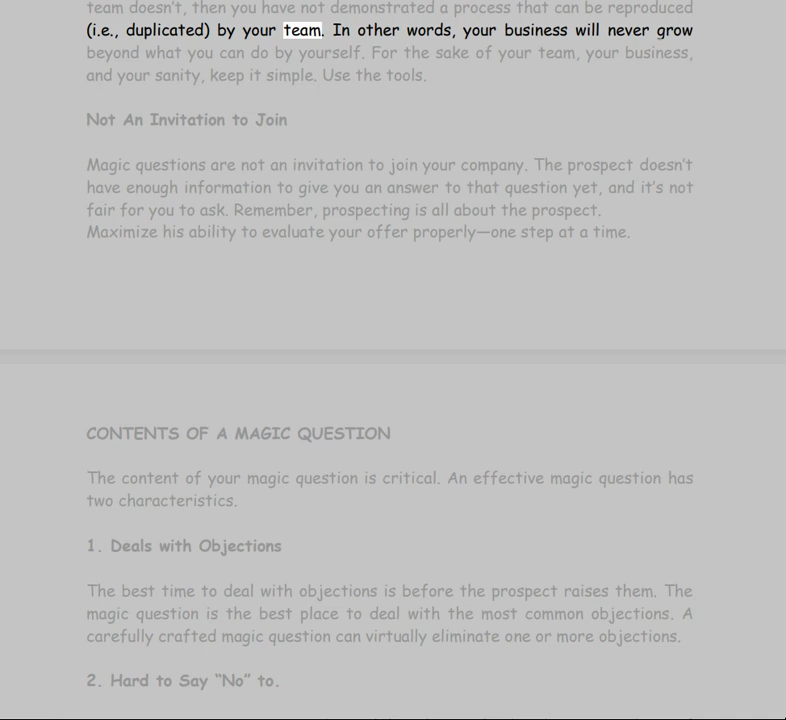 team doesn't, then you have not demonstrated a process that can be reproduced
(i.e., duplicated) by your team. In other words, your business will never grow
beyond what you can do by yourself. For the sake of your team, your business,
and your sanity, keep it simple. Use the tools.
Not An Invitation to Join
Magic questions are not an invitation to join your company. The prospect doesn't
have enough information to give you an answer to that question yet, and it's not
fair for you to ask. Remember, prospecting is all about the prospect.
Maximize his ability to evaluate your offer properly—one step at a time.
CONTENTS OF A MAGIC QUESTION
The content of your magic question is critical. An effective magic question has
two characteristics.
1. Deals with Objections
The best time to deal with objections is before the prospect raises them. The
magic question is the best place to deal with the most common objections. A
carefully crafted magic question can virtually eliminate one or more objections.
2. Hard to Say “No” to.